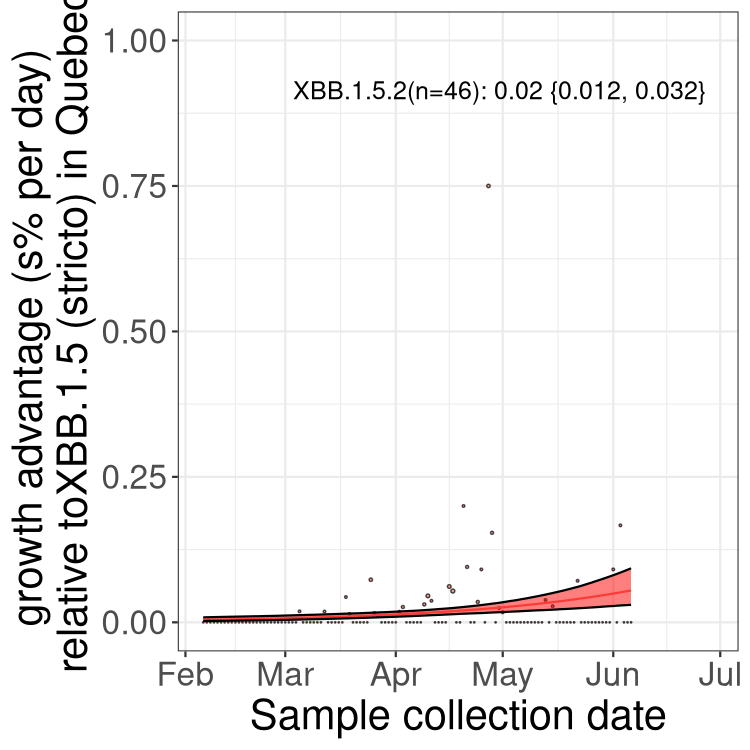 growth advantage (s% per day)
relative toXBB.1.5 (stricto) in Quebec
1.00
0.75
0.50
0.25
0.00
XBB.1.5.2(n=46): 0.02 {0.012, 0.032}
Feb Mar Apr May Jun Jul
Sample collection date